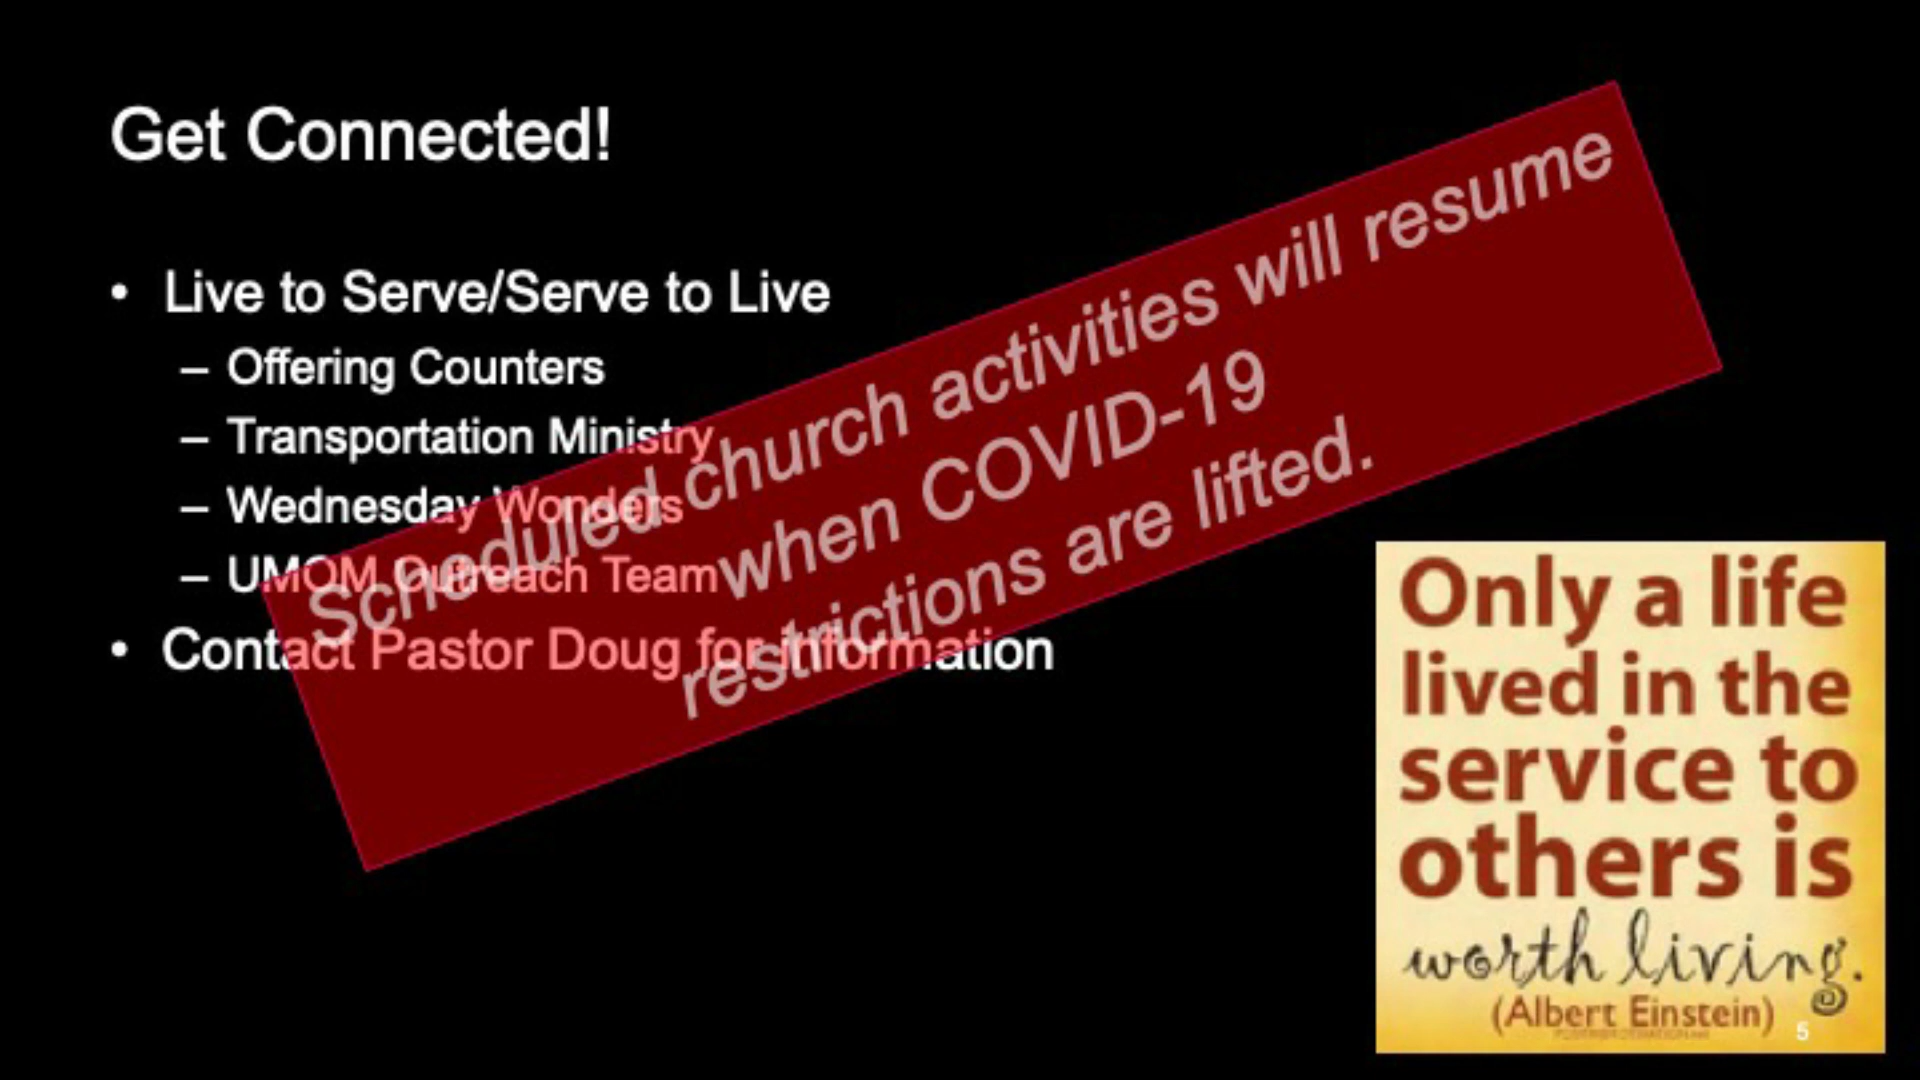 Get Connected!
• Live to Serve/Serve to Live
– Offering Counters
– Transportation Ministry
– Wednesday Wonders
– UMOM Outreach Team
• Contact Pastor Doug for information
Scheduled church activities will resume
when COVID-19
restrictions are lifted.
Only a life
lived in the
service to
others is
worth living.
(Albert Einstein)
5